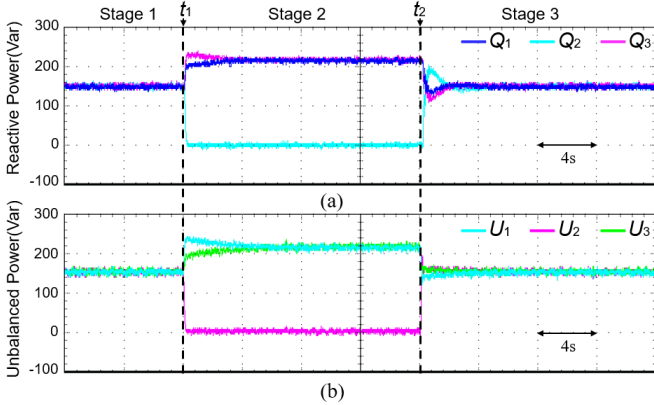 Stage 1 t1 Stage 2 t2 Stage 3
Reactive Power(Var)
300
200
100
0
-100
Q1 Q2 Q3
4s
(a)
Unbalanced Power(Var)
300
200
100
0
-100
U1 U2 U3
4s
(b)